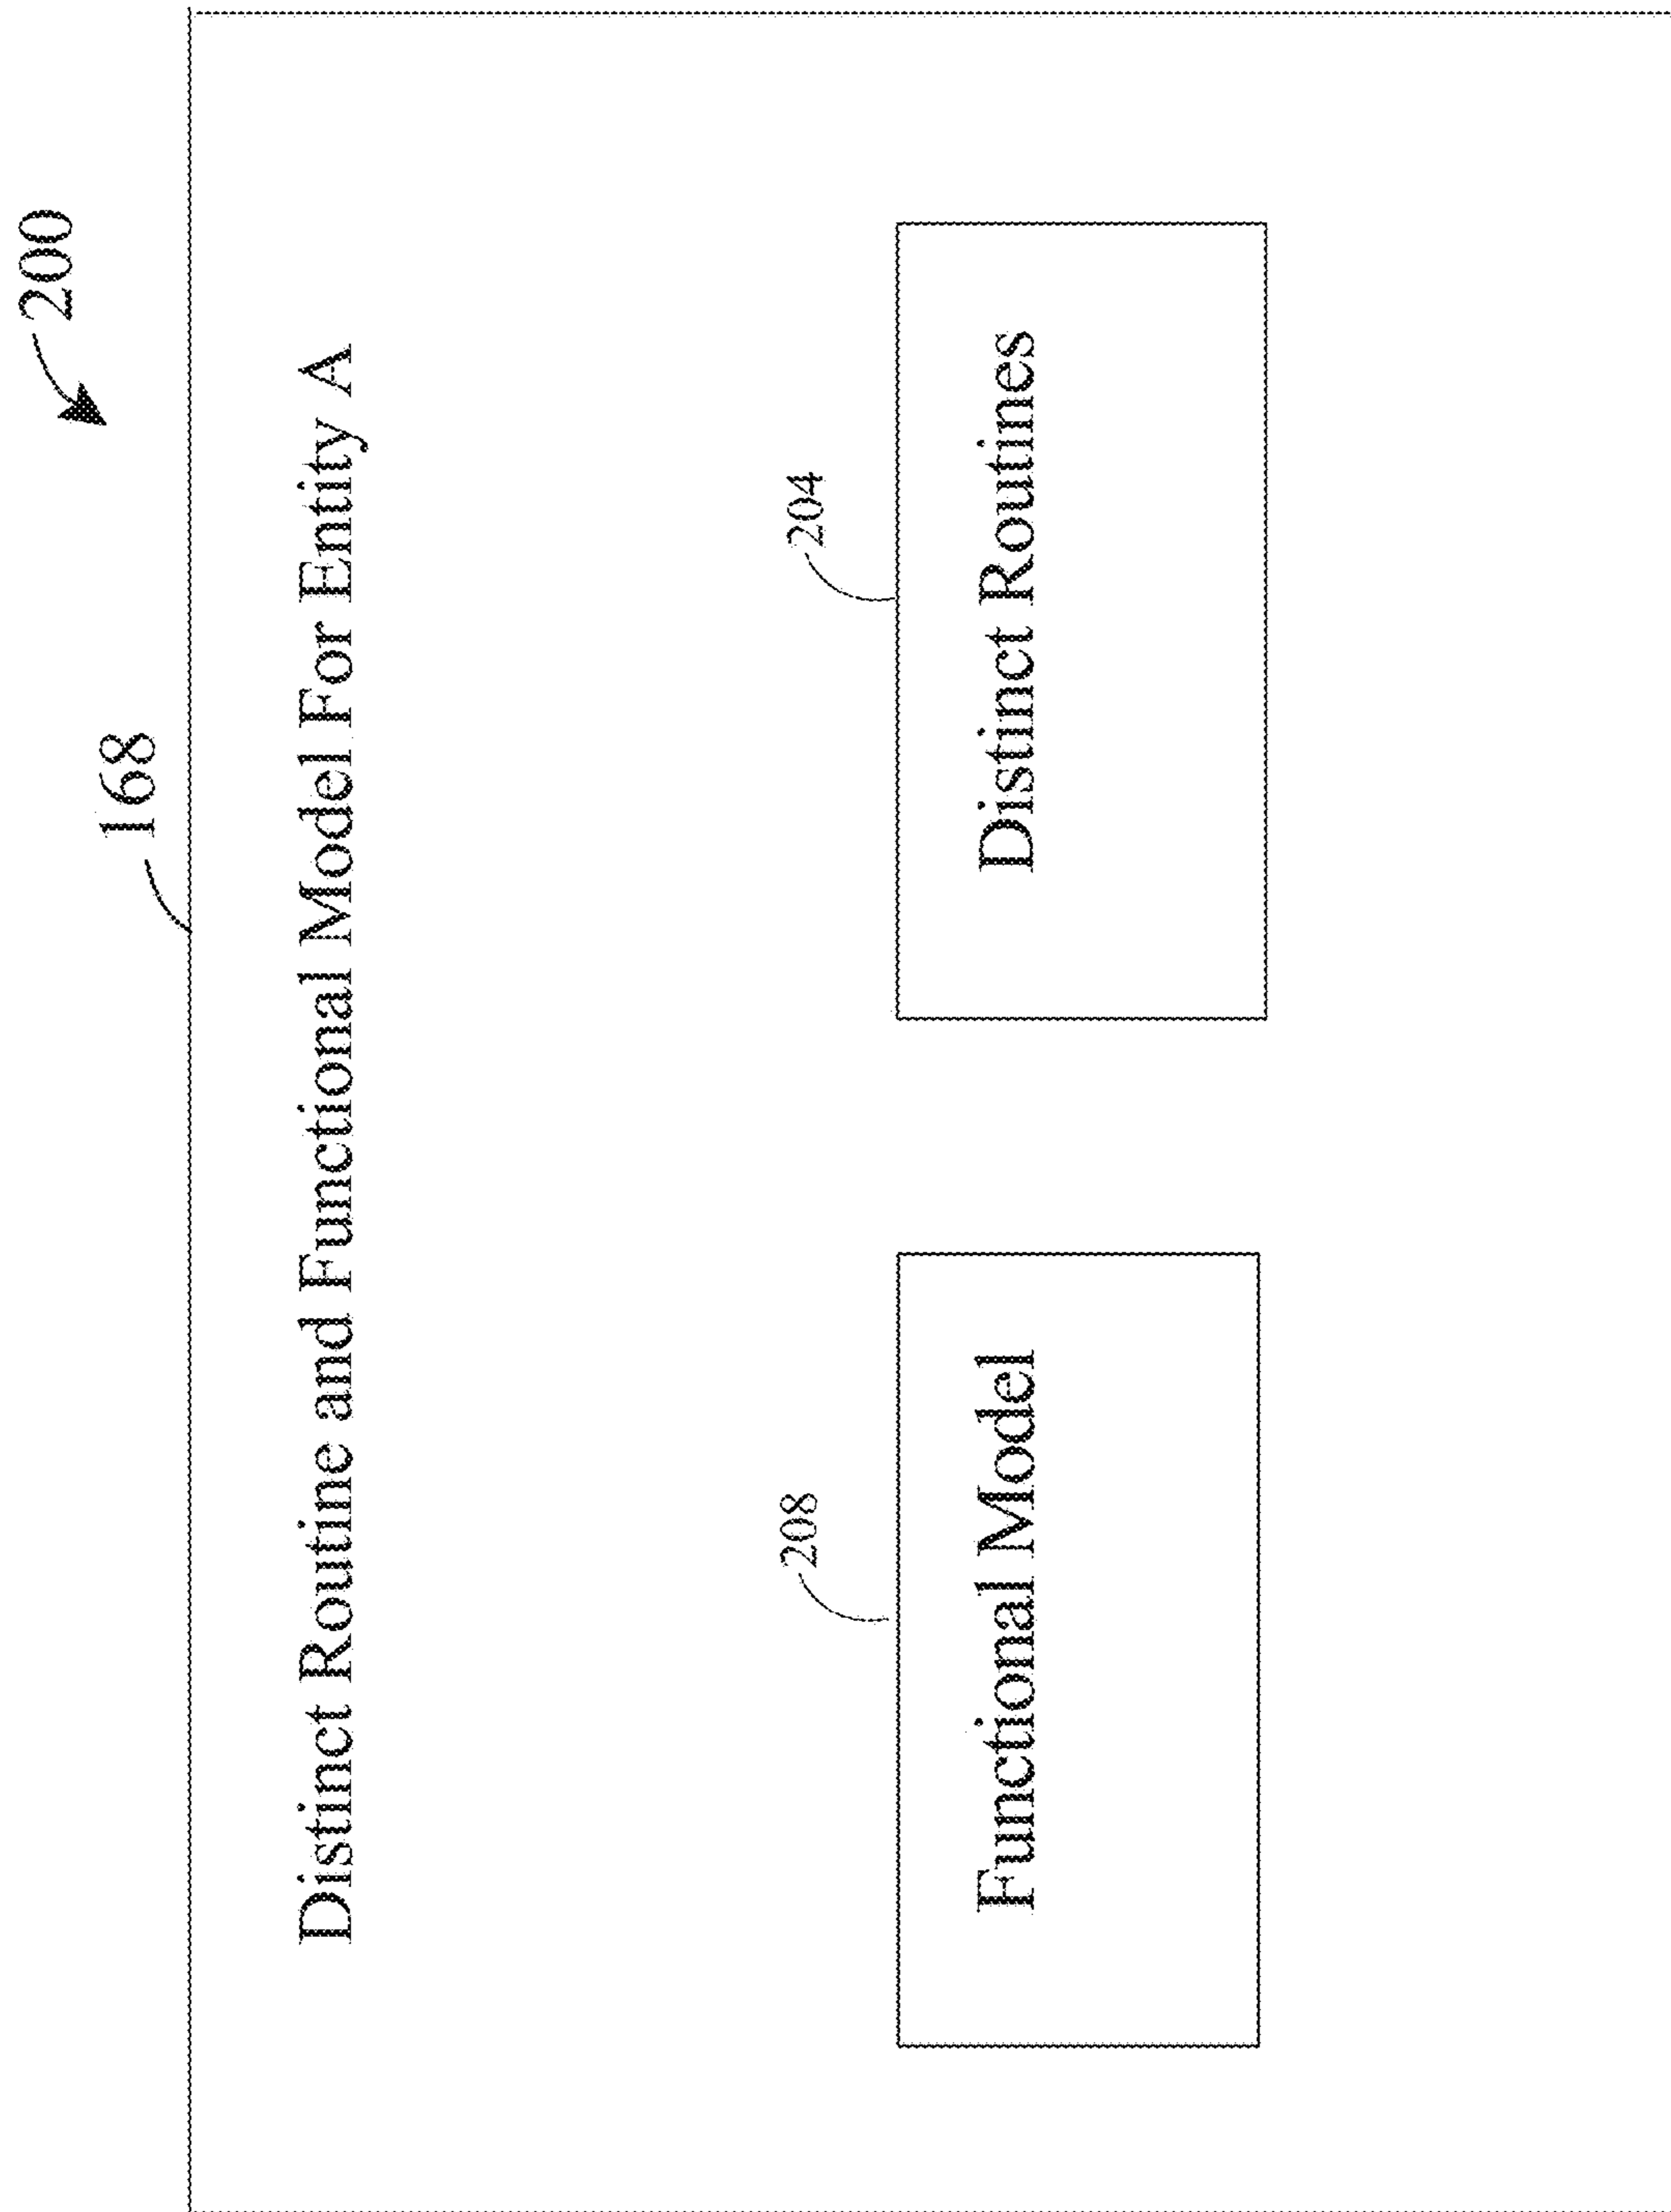 200
168
Distinct Routine and Functional Model For Entity A
208
204
Functional Model
Distinct Routines